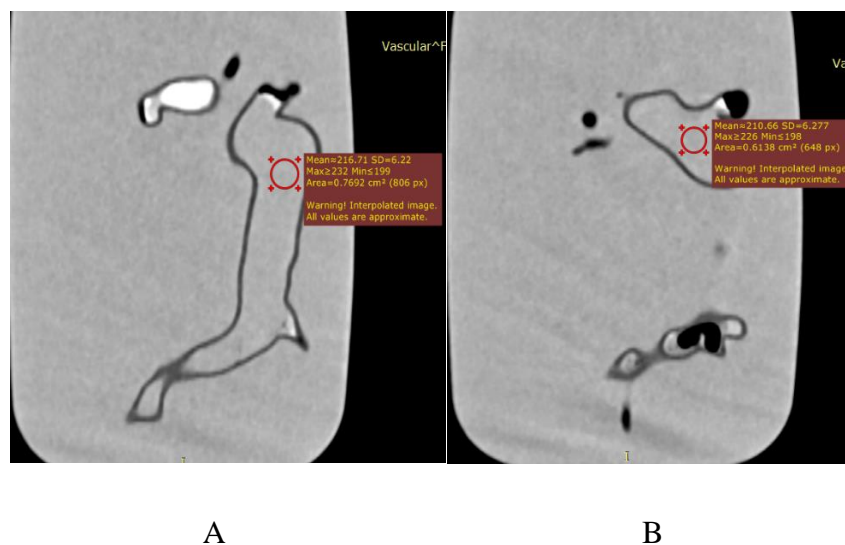 Vascular^F
Mean≈216.71 SD=6.22
Max≥232 Min≤199
Area=0.7692 cm² (806 px)
Warning! Interpolated image.
All values are approximate.
Va
Mean≈210.66 SD=6.277
Max≥226 Min≤198
Area=0.6138 cm² (648 px)
Warning! Interpolated image.
All values are approximate.
A
B